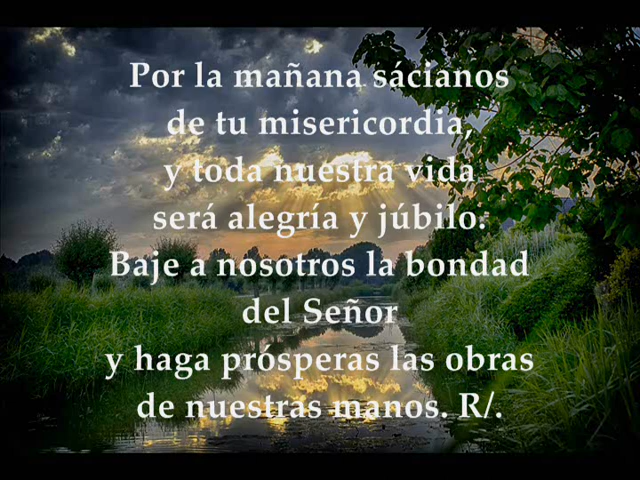 Por la mañana sácianos
de tu misericordia,
y toda nuestra vida
será alegría y júbilo.
Baje a nosotros la bondad
del Señor
y haga prósperas las obras
de nuestras manos. R/.